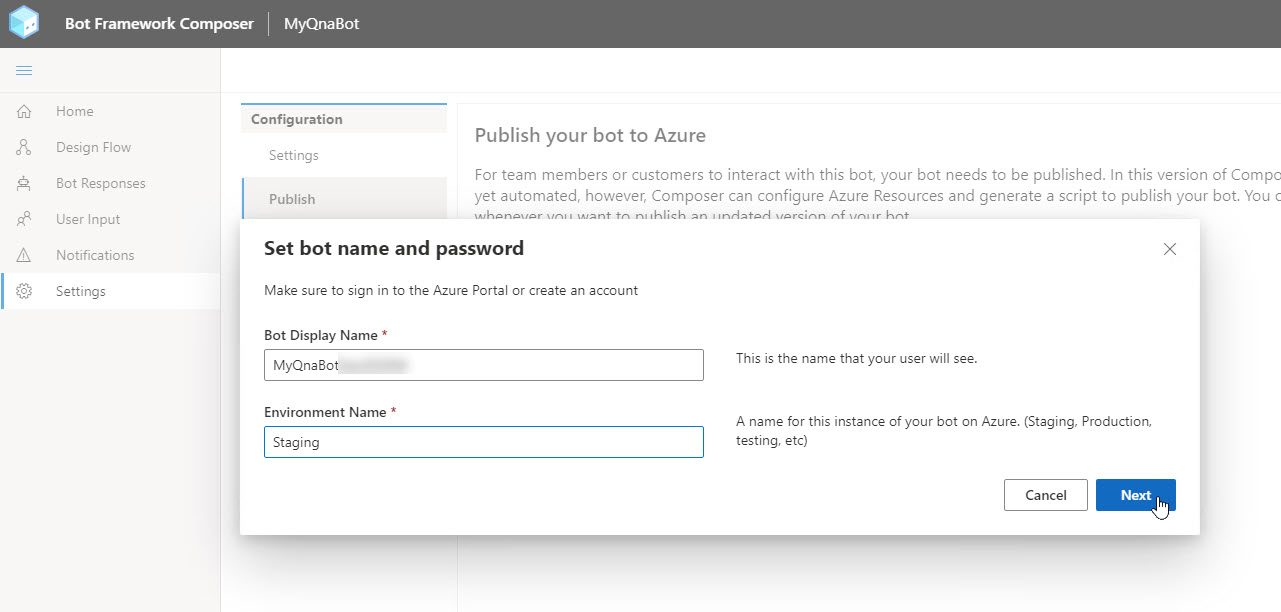 Bot Framework Composer
MyQnaBot
Home
Design Flow
Bot Responses
User Input
Notifications
Settings
Configuration
Settings
Publish
Publish your bot to Azure
For team members or customers to interact with this bot, your bot needs to be published. In this version of
yet automated, however, Composer can configure Azure Resources and generate a script to publish your bot. You
whenever you want to publish an updated version of your bot.
Set bot name and password
Make sure to sign in to the Azure Portal or create an account
Bot Display Name *
MyQnaBot
This is the name that your user will see.
Environment Name *
Staging
A name for this instance of your bot on Azure. (Staging, Production,
testing, etc)
Cancel
Next